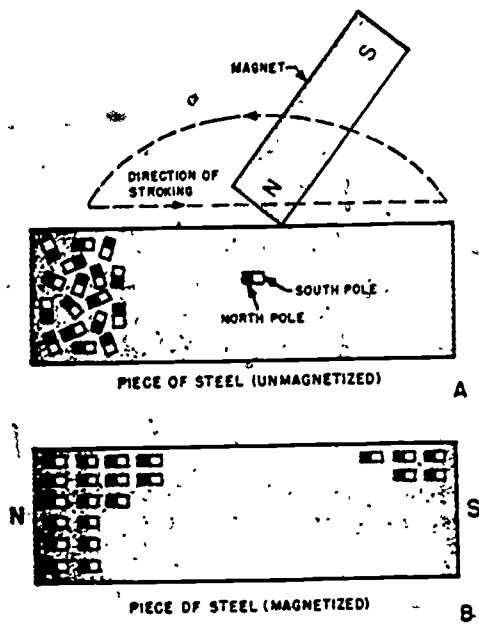 MAGNET
S
DIRECTION OF
STROKING
N
SOUTH POLE
NORTH POLE
PIECE OF STEEL (UNMAGNETIZED)
A
N
S
PIECE OF STEEL (MAGNETIZED)
B